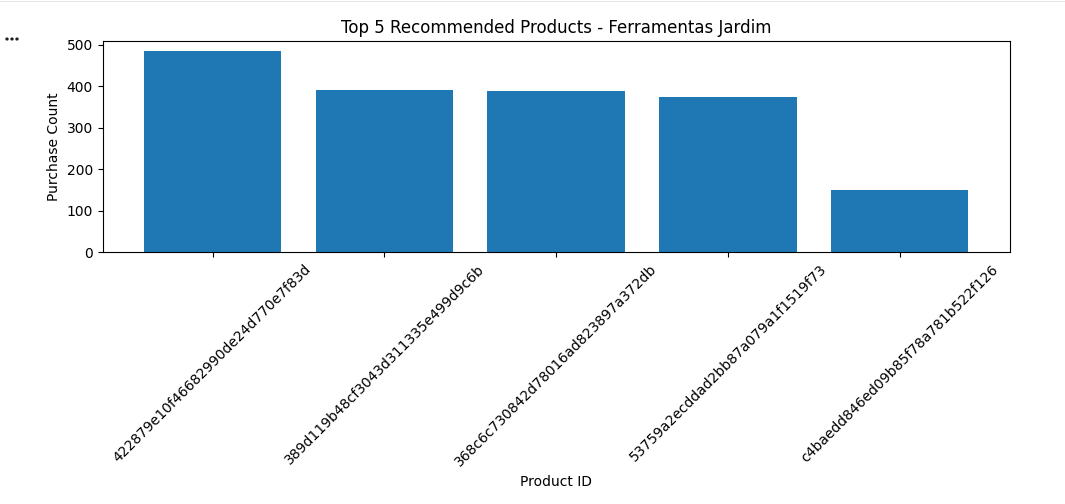 ...
Top 5 Recommended Products - Ferramentas Jardim
Purchase Count
500
400
300
200
100
0
422879e10f46682990de24d770e7f83d
389d119b48cf3043d311335e499d9c6b
368c6c730842d78016ad823897a372db
53759a2ecddad2bb87a079a1f1519f73
c4baedd846ed09b85f78a781b522f126
Product ID